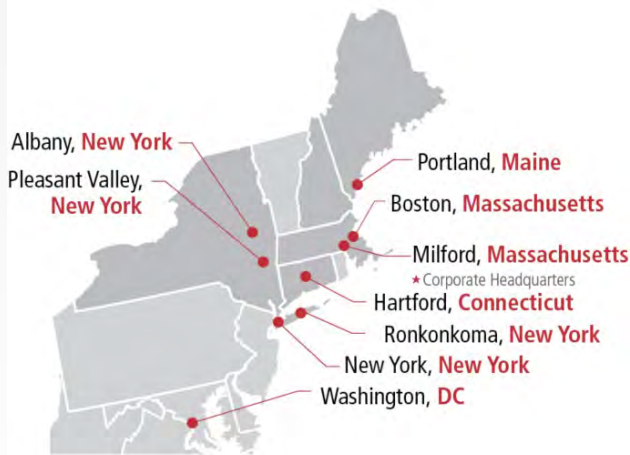 Albany, New York
Pleasant Valley,
New York
Portland, Maine
Boston, Massachusetts
Milford, Massachusetts
★ Corporate Headquarters
Hartford, Connecticut
Ronkonkoma, New York
New York, New York
Washington, DC